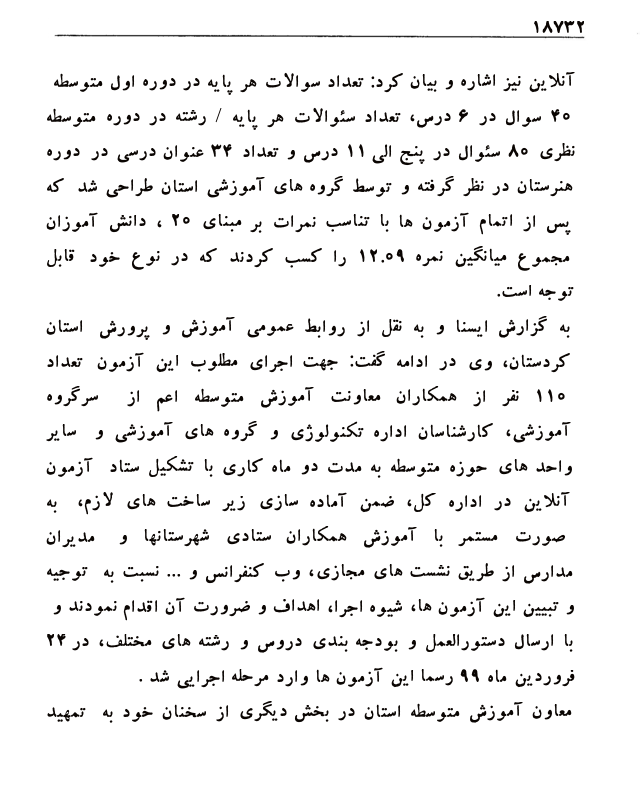 ۱۸۷۳۲
آنلاین نیز اشاره و بیان کرد: تعداد سوالات هر پایه در دوره اول متوسطه
۴۰ سوال در ۶ درس، تعداد سئوالات هر پایه / رشته در دوره متوسطه
نظری ۸۰ سئوال در پنج الی ۱۱ درس و تعداد ۳۴ عنوان درسی در دوره
هنرستان در نظر گرفته و توسط گروه های آموزشی استان طراحی شد که
پس از اتمام آزمون ها با تناسب نمرات بر مبنای ۲۰ ، دانش آموزان
مجموع میانگین نمره ۱۲.۵۹ را کسب کردند که در نوع خود قابل
توجه است.
به گزارش ایسنا و به نقل از روابط عمومی آموزش و پرورش استان
کردستان، وی در ادامه گفت: جهت اجرای مطلوب این آزمون تعداد
۱۱۰ نفر از همکاران معاونت آموزش متوسطه اعم از سرگروه
آموزشی، کارشناسان اداره تکنولوژی و گروه های آموزشی و سایر
واحد های حوزه متوسطه به مدت دو ماه کاری با تشکیل ستاد آزمون
آنلاین در اداره کل، ضمن آماده سازی زیر ساخت های لازم، به
صورت مستمر با آموزش همکاران ستادی شهرستانها و مدیران
مدارس از طریق نشست های مجازی، وب کنفرانس و ... نسبت به توجیه
و تبیین این آزمون ها، شیوه اجرا، اهداف و ضرورت آن اقدام نمودند و
با ارسال دستورالعمل و بودجه بندی دروس و رشته های مختلف، در ۲۴
فروردین ماه ۹۹ رسما این آزمون ها وارد مرحله اجرایی شد .
معاون آموزش متوسطه استان در بخش دیگری از سخنان خود به تمهید